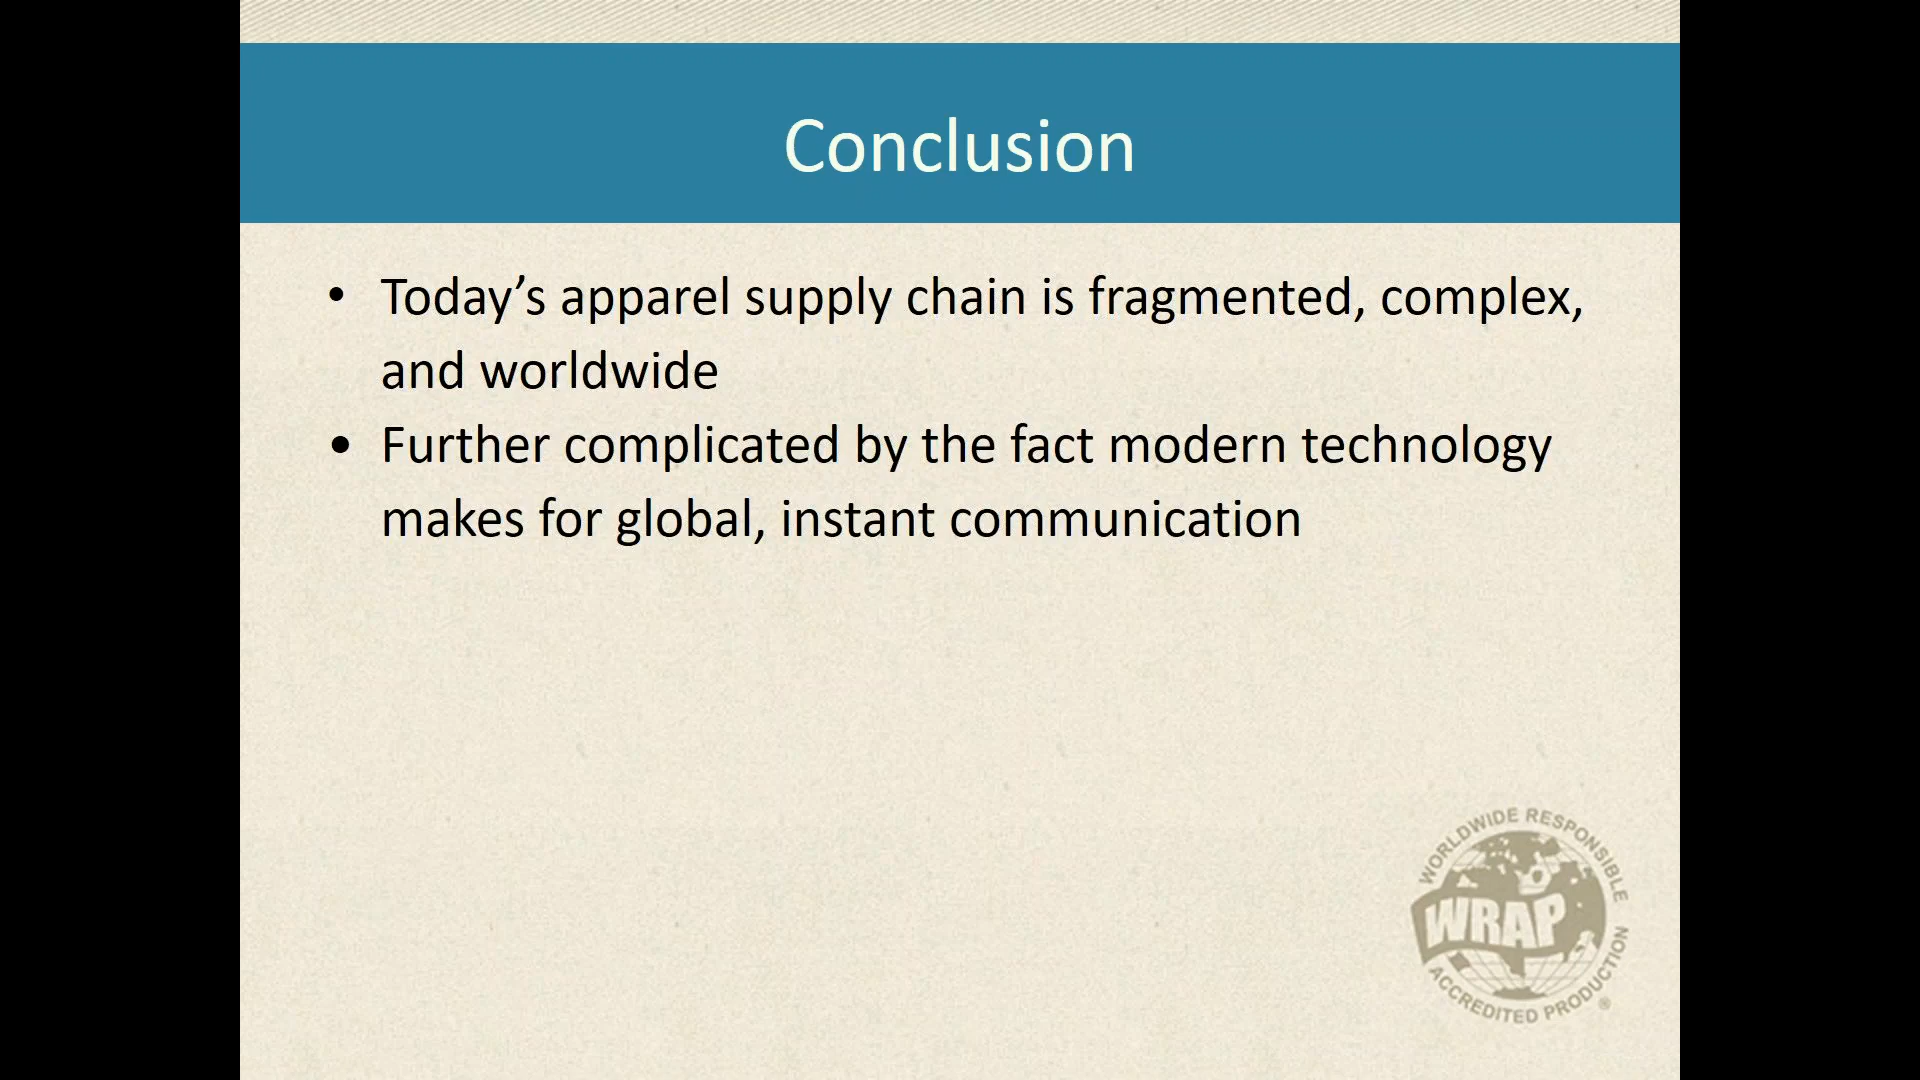 Conclusion
• Today’s apparel supply chain is fragmented, complex,
and worldwide
• Further complicated by the fact modern technology
makes for global, instant communication
WORLDWIDE RESPONSIBLE
WRAP
ACCREDITED PRODUCTION
®